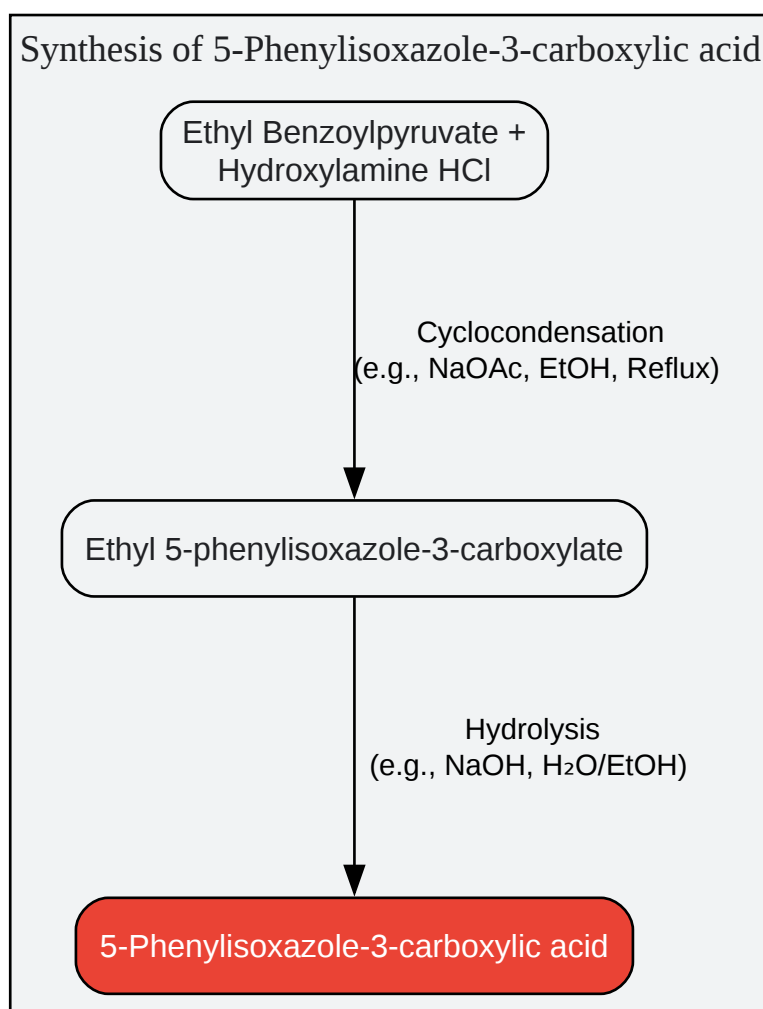 Synthesis of 5-Phenylisoxazole-3-carboxylic acid
Ethyl Benzoylpyruvate +
Hydroxylamine HCl
Cyclocondensation
(e.g., NaOAc, EtOH, Reflux)
Ethyl 5-phenylisoxazole-3-carboxylate
Hydrolysis
(e.g., NaOH, H₂O/EtOH)
5-Phenylisoxazole-3-carboxylic acid